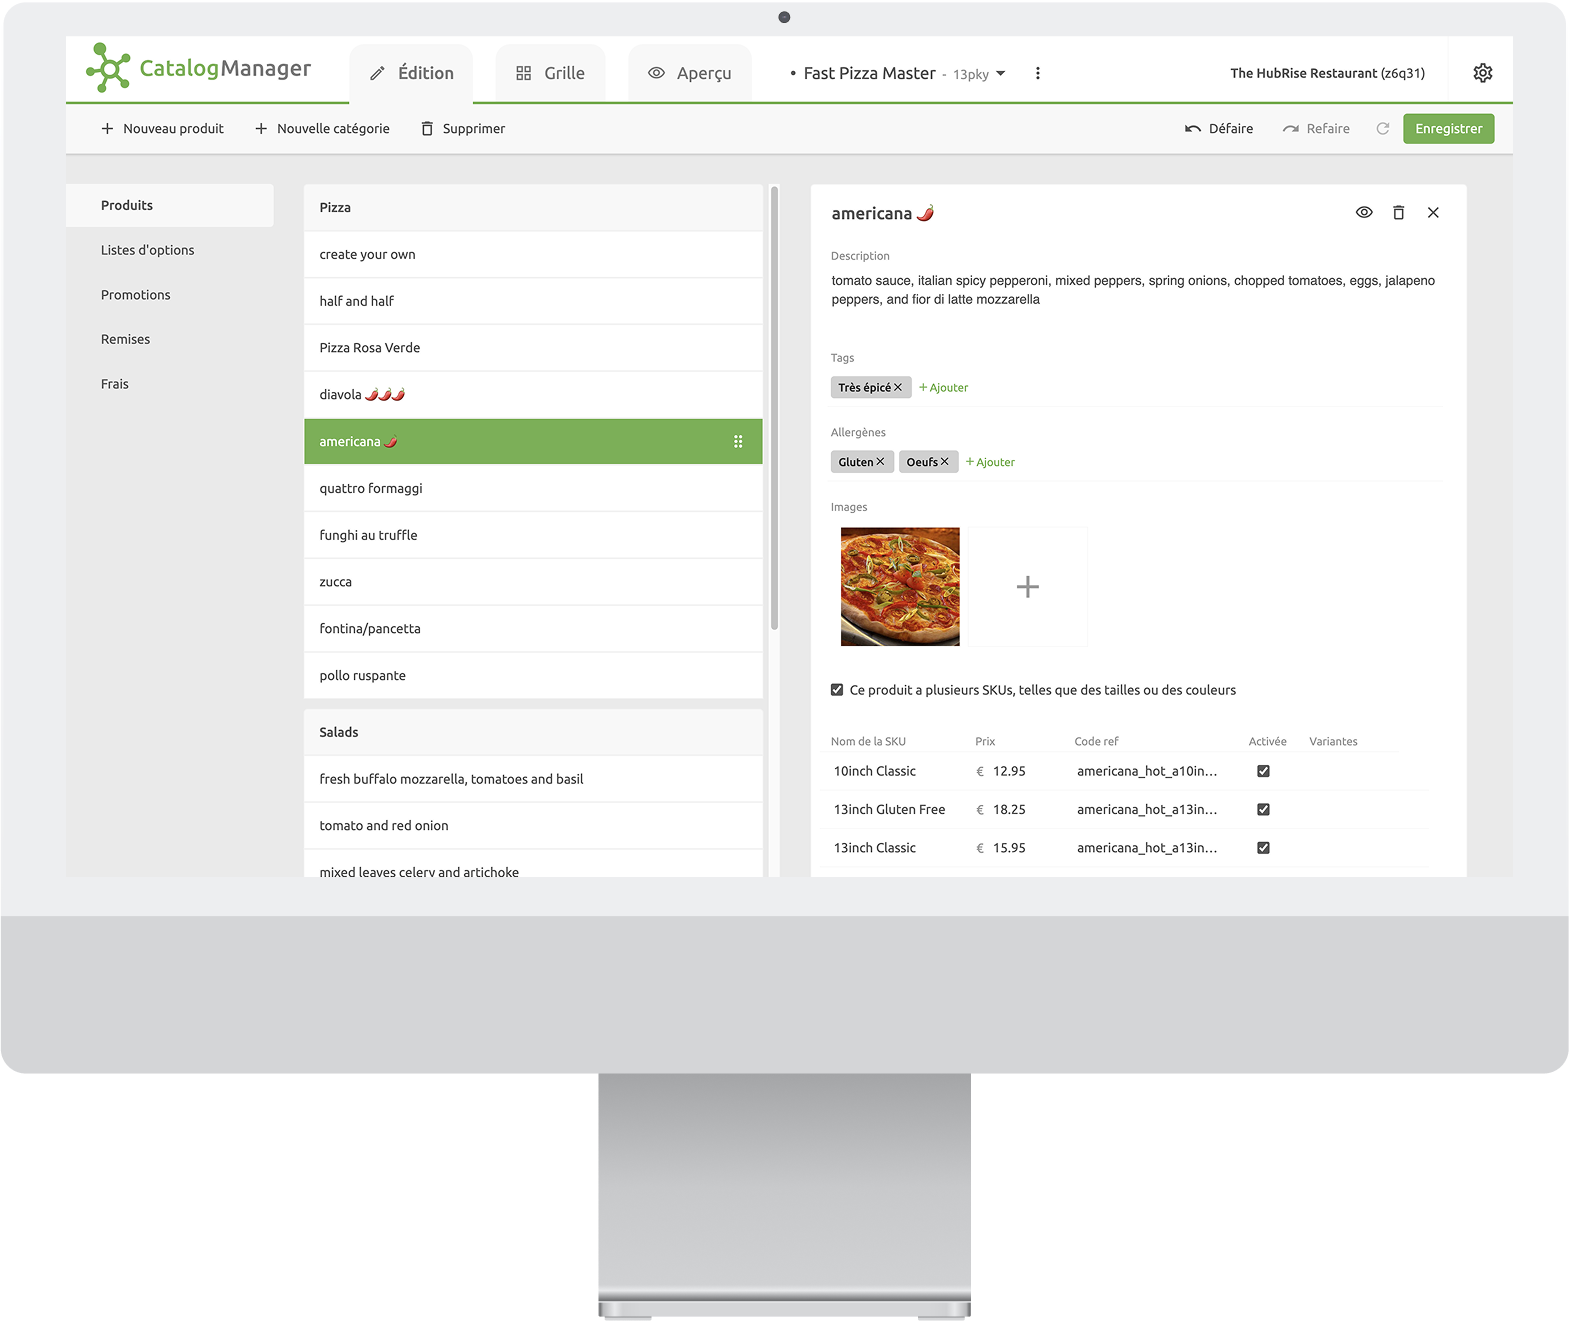 CatalogManager
Édition
Grille
Aperçu
• Fast Pizza Master - 13pky
The HubRise Restaurant (z6q31)
+ Nouveau produit
+ Nouvelle catégorie
Supprimer
Défaire
Refaire
Enregistrer
Produits
Listes d'options
Promotions
Remises
Frais
Pizza
create your own
half and half
Pizza Rosa Verde
diavola 🌶️🌶️🌶️
americana 🌶️
quattro formaggi
funghi au truffle
zucca
fontina/pancetta
pollo ruspante
Salads
fresh buffalo mozzarella, tomatoes and basil
tomato and red onion
mixed leaves celery and artichoke
americana 🌶️
Description
tomato sauce, italian spicy pepperoni, mixed peppers, spring onions, chopped tomatoes, eggs, jalapeno
peppers, and fior di latte mozzarella
Tags
Très épicé × + Ajouter
Allergènes
Gluten × Oeufs × + Ajouter
Images
Ce produit a plusieurs SKUs, telles que des tailles ou des couleurs
Nom de la SKU Prix Code ref Activée Variantes
10inch Classic € 12.95 americana_hot_a10in...
13inch Gluten Free € 18.25 americana_hot_a13in...
13inch Classic € 15.95 americana_hot_a13in...